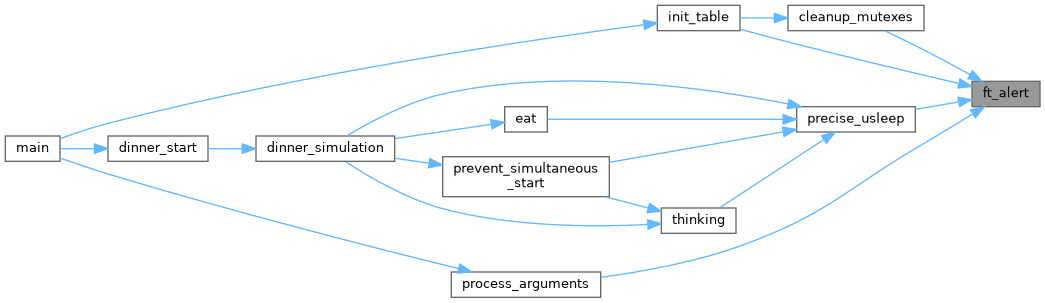 init_table
cleanup_mutexes
ft_alert
precise_usleep
eat
main
dinner_start
dinner_simulation
prevent_simultaneous
_start
thinking
process_arguments